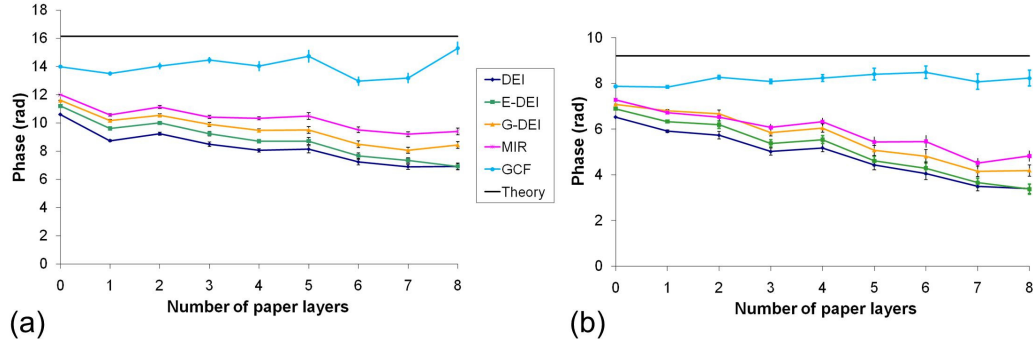 18
16
14
12
10
8
6
4
2
0
Phase (rad)
0 1 2 3 4 5 6 7 8
Number of paper layers
(a)
DEI
E-DEI
G-DEI
MIR
GCF
Theory
10
8
6
4
2
0
Phase (rad)
0 1 2 3 4 5 6 7 8
Number of paper layers
(b)